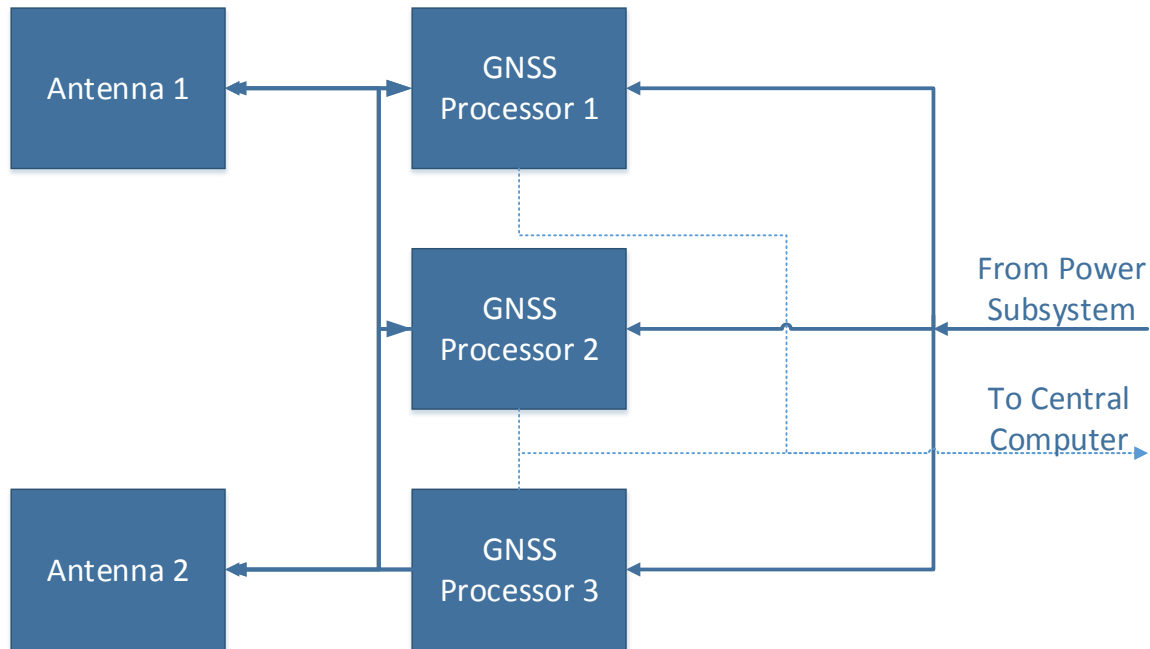 Antenna 1
GNSS
Processor 1
GNSS
Processor 2
From Power
Subsystem
To Central
Computer
Antenna 2
GNSS
Processor 3